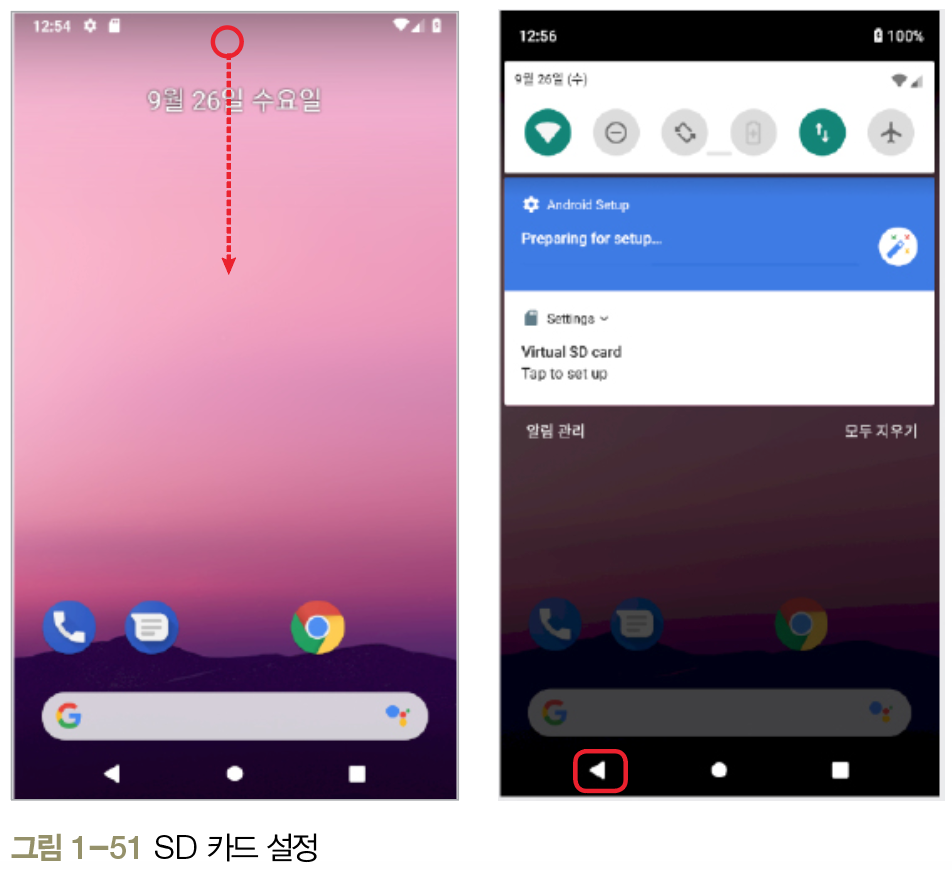 12:54
9월 26일 수요일
12:56
100%
9월 26일 (수)
Android Setup
Preparing for setup...
Settings
Virtual SD card
Tap to set up
알림 관리
모두 지우기
그림 1-51 SD 카드 설정